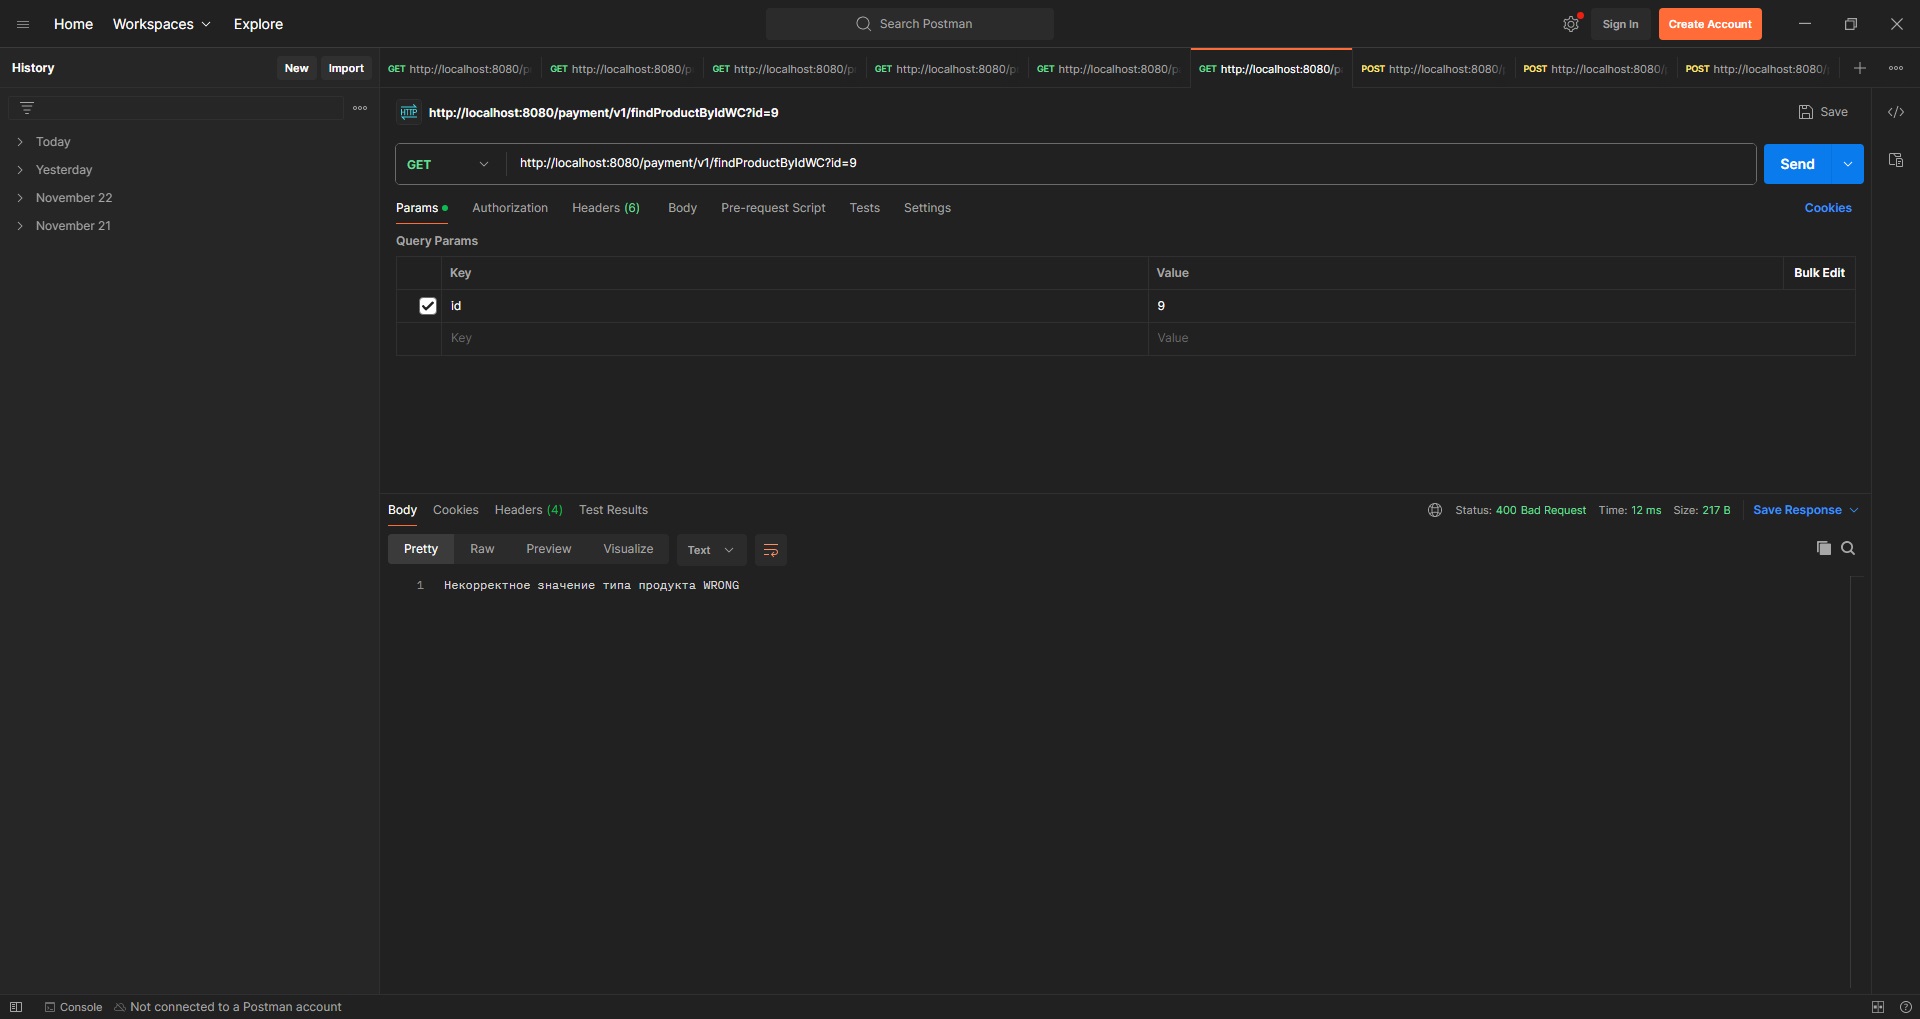 Home Workspaces Explore Search Postman Sign In Create Account
History New Import
GET http://localhost:8080/p GET http://localhost:8080/p GET http://localhost:8080/p GET http://localhost:8080/p GET http://localhost:8080/p GET http://localhost:8080/p POST http://localhost:8080/ POST http://localhost:8080/ POST http://localhost:8080/
Today
Yesterday
November 22
November 21
HTTP http://localhost:8080/payment/v1/findProductByIdWC?id=9 Save
GET http://localhost:8080/payment/v1/findProductByIdWC?id=9 Send
Params Authorization Headers (6) Body Pre-request Script Tests Settings Cookies
Query Params
Key Value Bulk Edit
id 9
Key Value
Body Cookies Headers (4) Test Results Status: 400 Bad Request Time: 12 ms Size: 217 B Save Response
Pretty Raw Preview Visualize Text
1 Некорректное значение типа продукта WRONG
Console Not connected to a Postman account